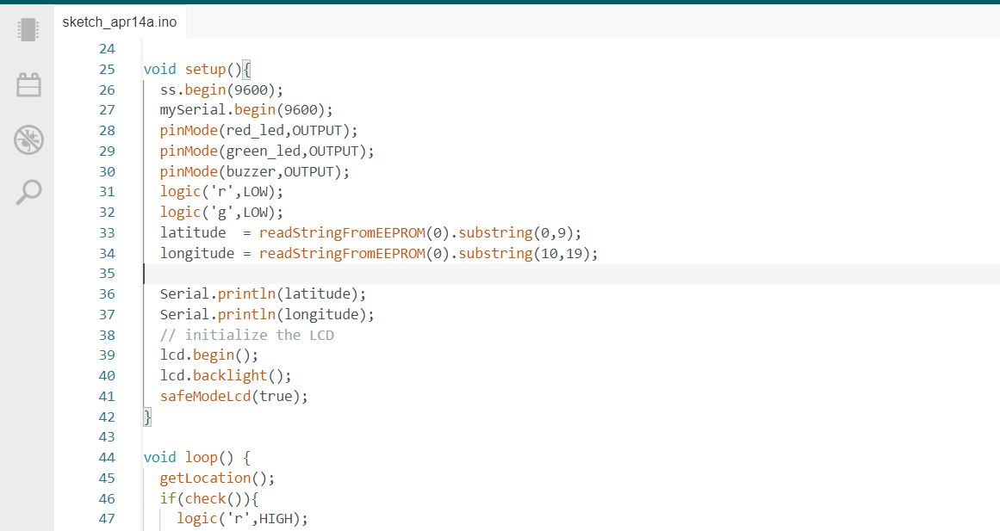 sketch_apr14a.ino
24
25 void setup(){
26 ss.begin(9600);
27 mySerial.begin(9600);
28 pinMode(red_led,OUTPUT);
29 pinMode(green_led,OUTPUT);
30 pinMode(buzzer,OUTPUT);
31 logic('r',LOW);
32 logic('g',LOW);
33 latitude  = readStringFromEEPROM(0).substring(0,9);
34 longitude = readStringFromEEPROM(0).substring(10,19);
35
36 Serial.println(latitude);
37 Serial.println(longitude);
38 // initialize the LCD
39 lcd.begin();
40 lcd.backlight();
41 safeModeLcd(true);
42 }
43
44 void loop() {
45 getLocation();
46 if(check()){
47 logic('r',HIGH);